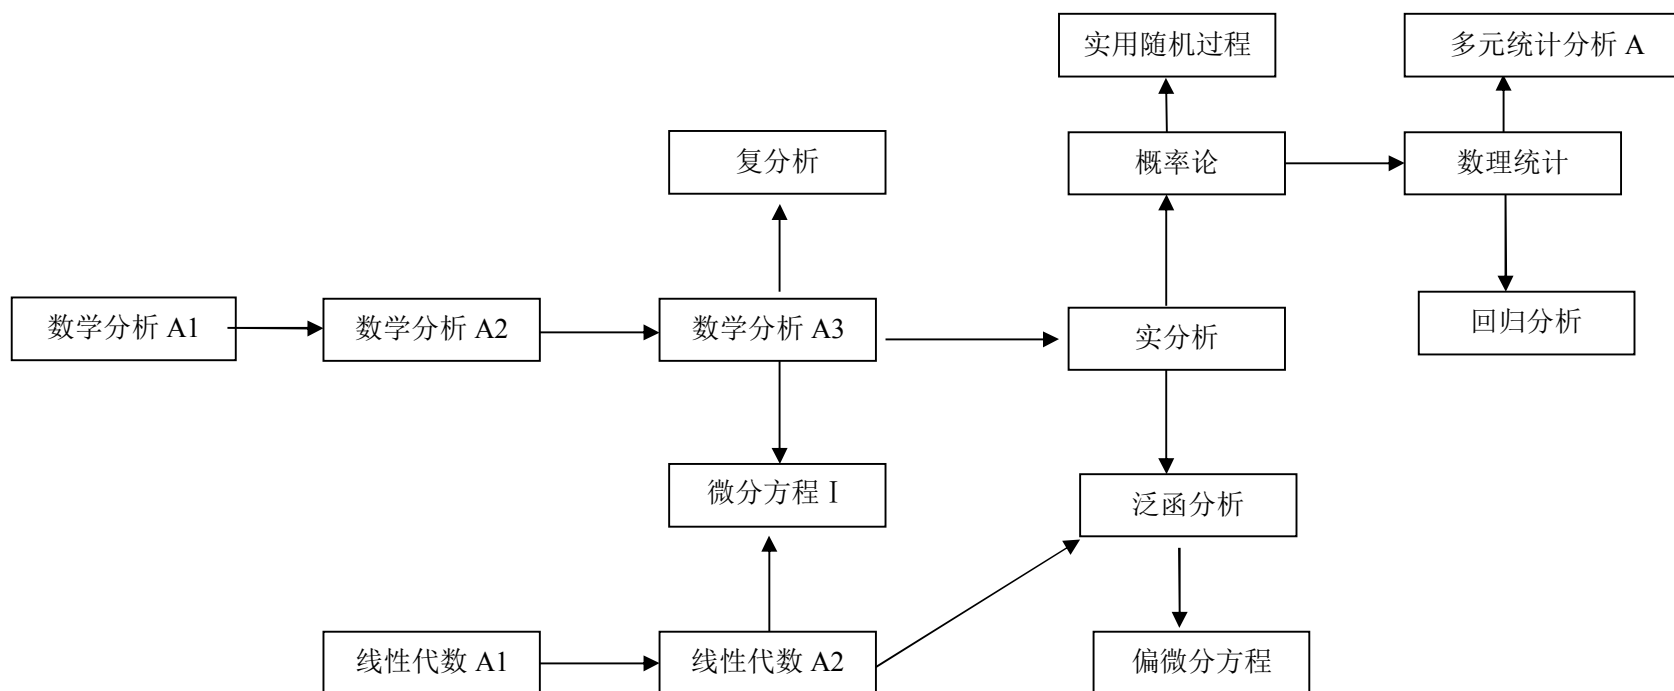 实用随机过程
多元统计分析 A
复分析
概率论
数理统计
数学分析 A1
数学分析 A2
数学分析 A3
实分析
回归分析
微分方程Ⅰ
泛函分析
线性代数 A1
线性代数 A2
偏微分方程